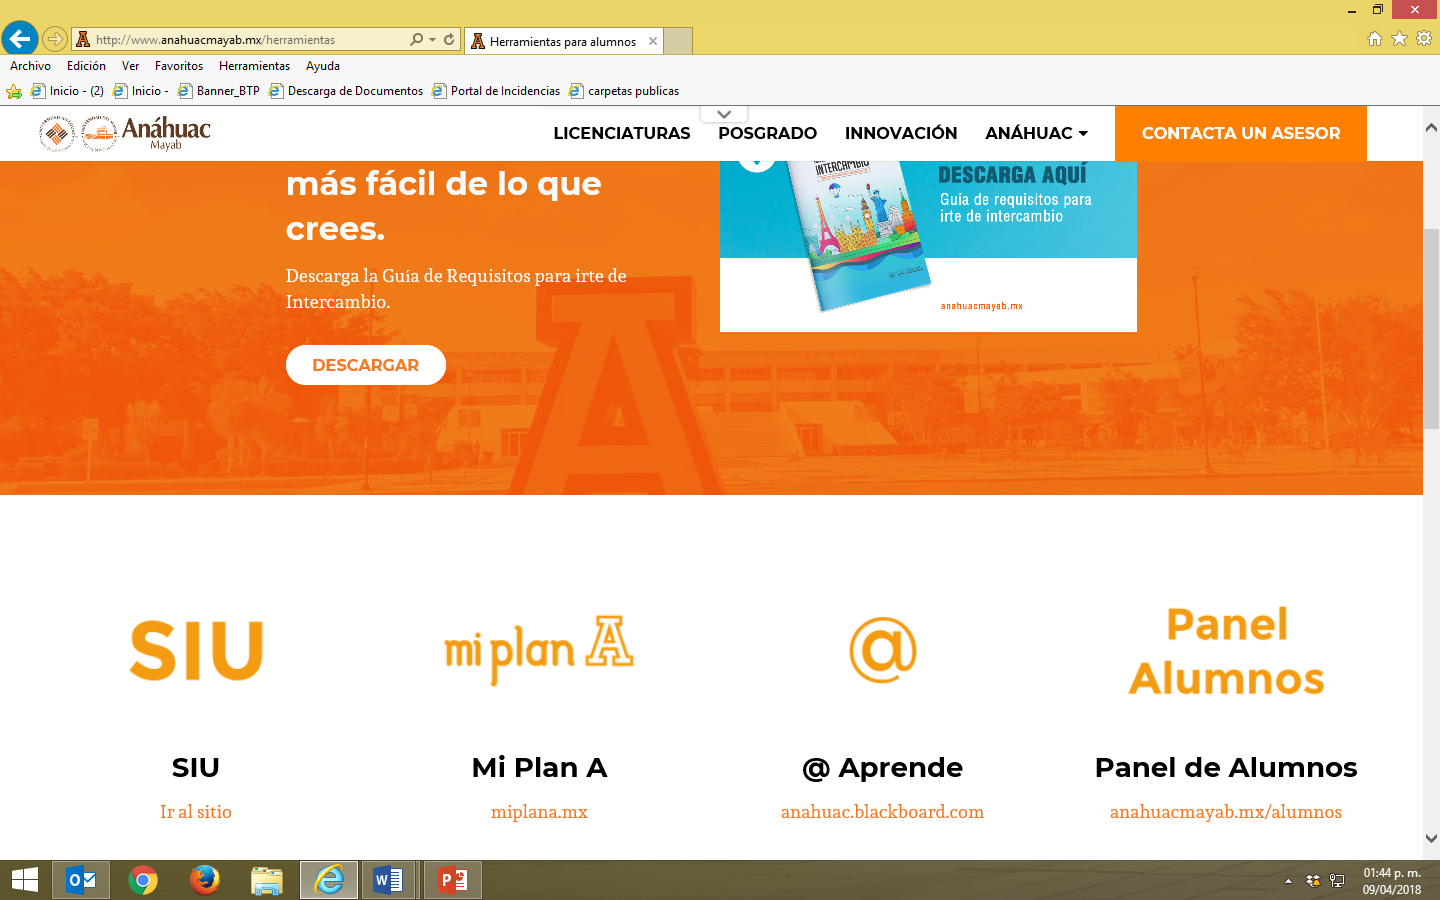 http://www.anahuacmayab.mx/herramientas
Herramientas para alumnos
Archivo Edición Ver Favoritos Herramientas Ayuda
Inicio - (2) Inicio - Banner_BTP Descarga de Documentos Portal de Incidencias carpetas publicas
Anáhuac
Mayab
LICENCIATURAS POSGRADO INNOVACIÓN ANÁHUAC CONTACTA UN ASESOR
más fácil de lo que
crees.
Descarga la Guía de Requisitos para irte de
Intercambio.
DESCARGAR
INTERCAMBIO
DESCARGA AQUÍ
Guía de requisitos para
irte de intercambio
anahuacmayab.mx
SIU
mi plan A
@
Panel
Alumnos
SIU
Mi Plan A
@ Aprende
Panel de Alumnos
Ir al sitio
miplana.mx
anahuac.blackboard.com
anahuacmayab.mx/alumnos
01:44 p. m.
09/04/2018